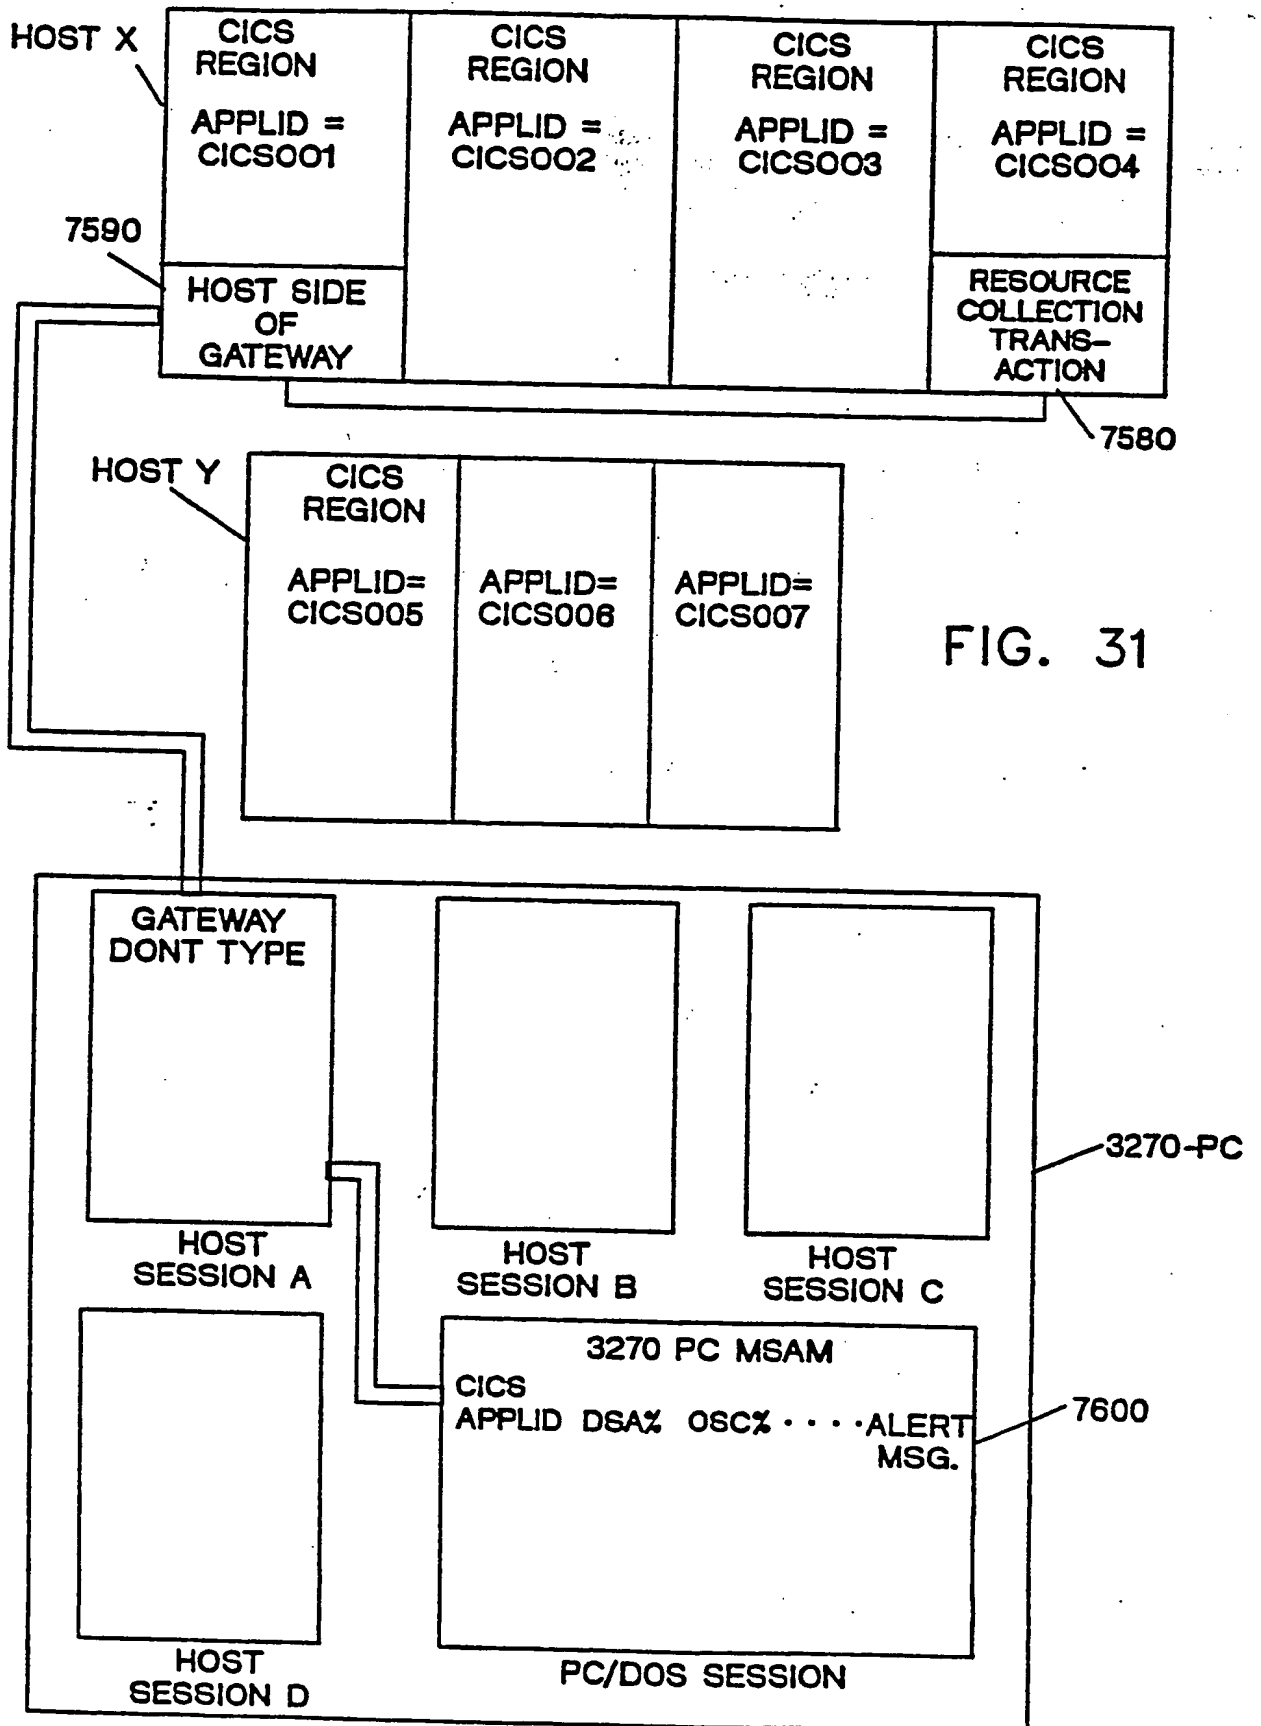 HOST X
CICS
REGION
APPLID =
CICS001
CICS
REGION
APPLID =
CICS002
CICS
REGION
APPLID =
CICS003
CICS
REGION
APPLID =
CICS004
7590
HOST SIDE
OF
GATEWAY
RESOURCE
COLLECTION
TRANS-
ACTION
7580
HOST Y
CICS
REGION
APPLID=
CICS005
APPLID=
CICS006
APPLID=
CICS007
FIG. 31
GATEWAY
DONT TYPE
3270-PC
HOST
SESSION A
HOST
SESSION B
HOST
SESSION C
3270 PC MSAM
CICS
APPLID DSA% OSC% ····ALERT
MSG.
7600
HOST
SESSION D
PC/DOS SESSION